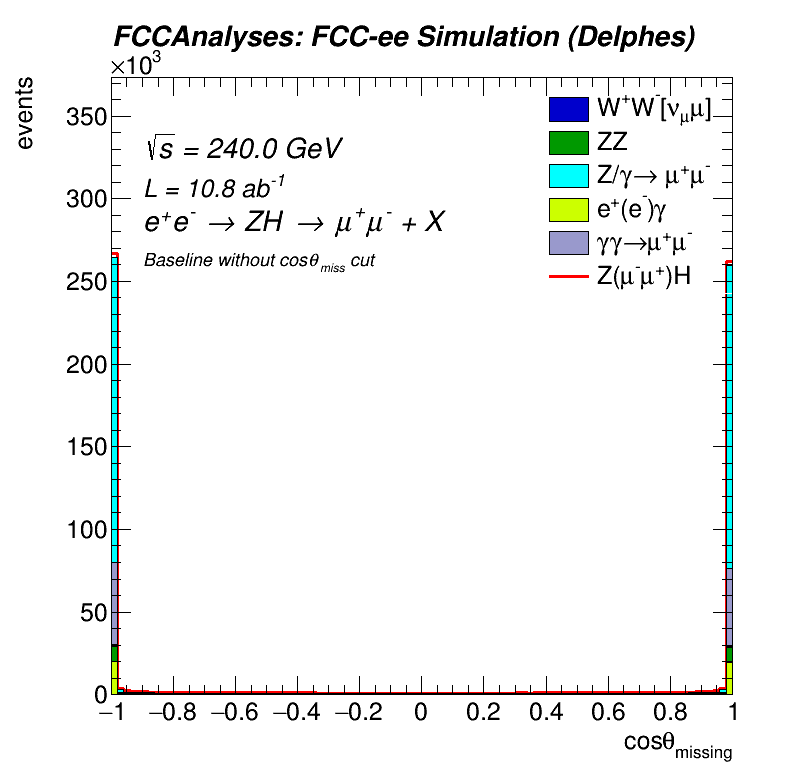 FCCAnalyses: FCC-ee Simulation (Delphes)
×10³
events
√s = 240.0 GeV
L = 10.8 ab⁻¹
e⁺e⁻ → ZH → μ⁺μ⁻ + X
Baseline without cosθ_miss cut
W⁺W⁻[ν_μμ]
ZZ
Z/γ→ μ⁺μ⁻
e⁺(e⁻)γ
γγ→μ⁺μ⁻
Z(μ⁻μ⁺)H
350
300
250
200
150
100
50
0
−1 −0.8 −0.6 −0.4 −0.2 0 0.2 0.4 0.6 0.8 1
cosθ_missing